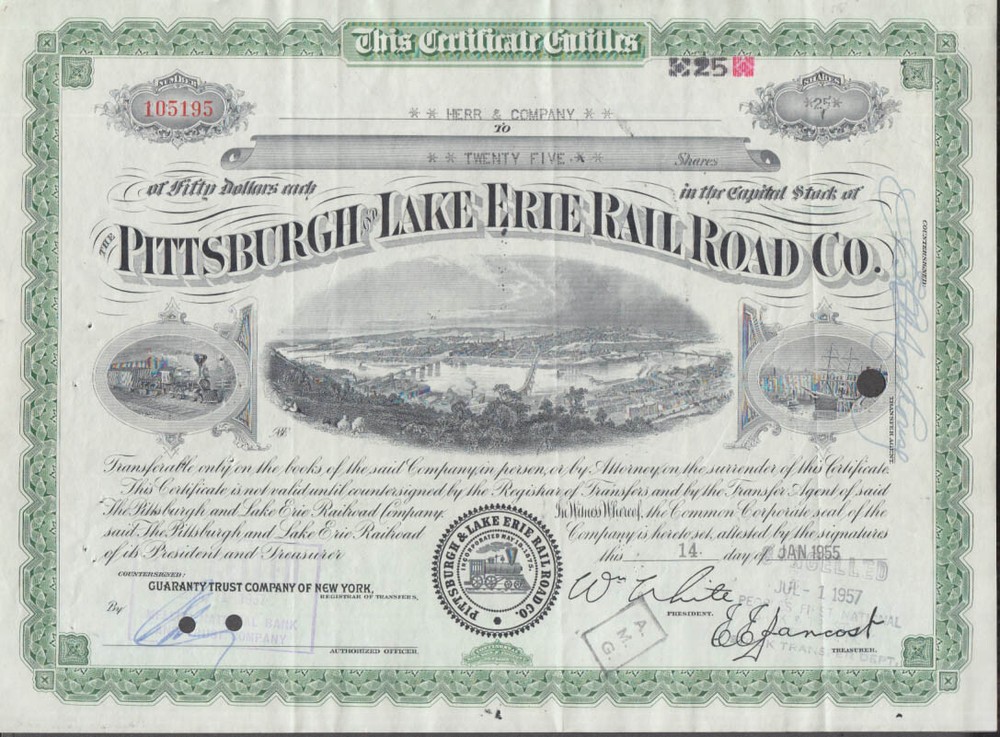 This Certificate Entitles
25
NUMBER
105195
SHARES
*25*
* * HERR & COMPANY * *
TO
* * TWENTY FIVE * * Shares
of Fifty Dollars each in the Capital Stock of
THE PITTSBURGH AND LAKE ERIE RAIL ROAD CO.
COUNTERSIGNED
TRANSFER AGENT
Transferable only on the books of the said Company, in person, or by Attorney on the surrender of this Certificate.
This Certificate is not valid until countersigned by the Registrar of Transfers and by the Transfer Agent of said
The Pittsburgh and Lake Erie Railroad Company. In Witness Whereof, the Common Corporate seal of the
said The Pittsburgh and Lake Erie Railroad Company is hereto set, attested by the signatures
of its President and Treasurer this 14 day of JAN 1955
PITTSBURGH & LAKE ERIE RAIL ROAD CO.
INCORPORATED MAY 18-1875.
COUNTERSIGNED:
GUARANTY TRUST COMPANY OF NEW YORK,
REGISTRAR OF TRANSFERS,
By
AUTHORIZED OFFICER.
CANCELLED
JUL - 1 1957
Wm White
PRESIDENT.
A. M. G.
TREASURER.